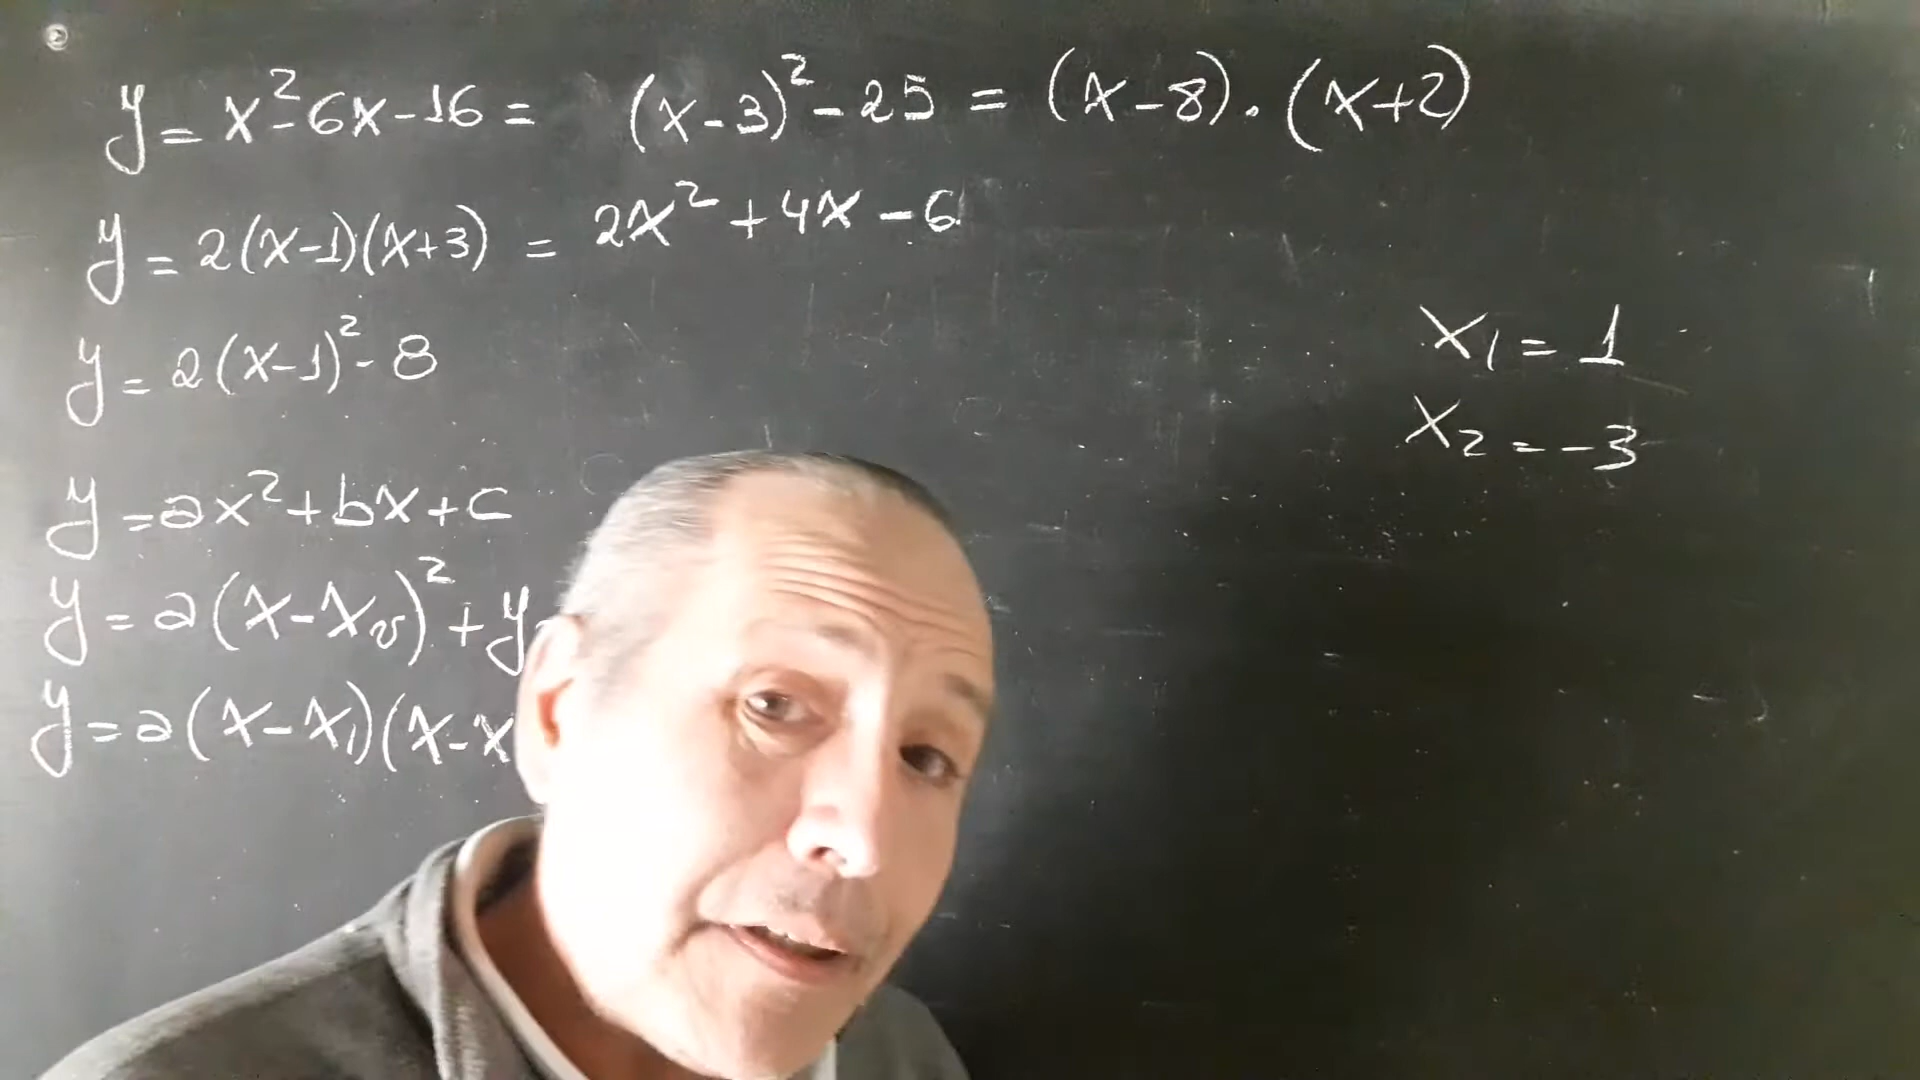 y = x² - 6x - 16 = (x - 3)² - 25 = (x - 8) . (x + 2)
y = 2(x - 1)(x + 3) = 2x² + 4x - 6
y = 2(x - 1)² - 8
x₁ = 1
x₂ = -3
y = ax² + bx + c
y = a(x - xᵥ)² + y
y = a(x - x₁)(x - x